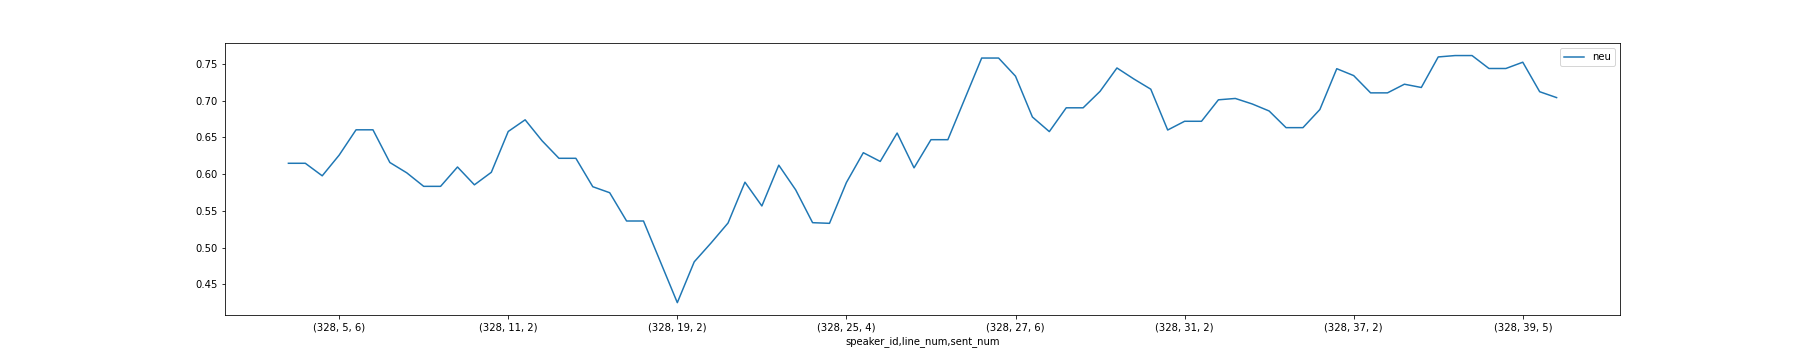 neu
0.75
0.70
0.65
0.60
0.55
0.50
0.45
(328, 5, 6) (328, 11, 2) (328, 19, 2) (328, 25, 4) (328, 27, 6) (328, 31, 2) (328, 37, 2) (328, 39, 5)
speaker_id,line_num,sent_num